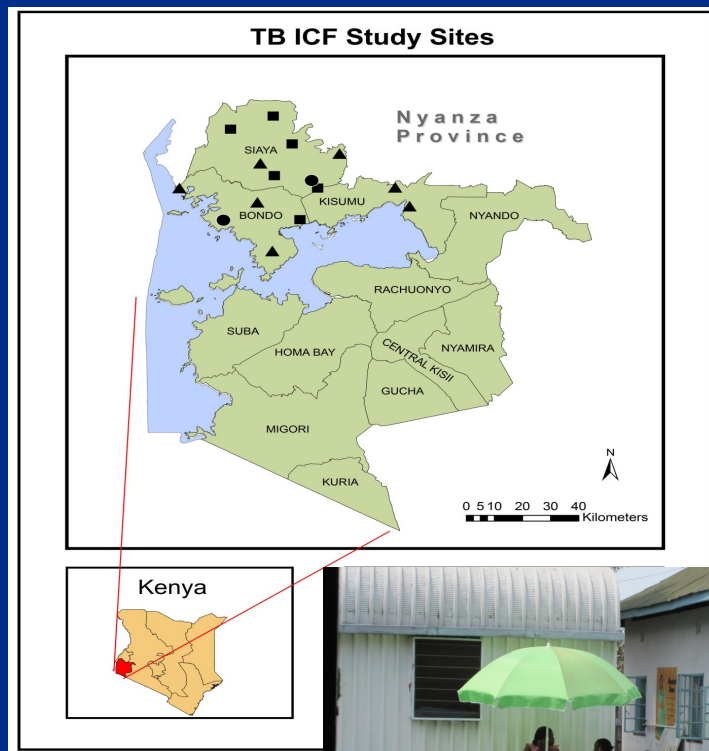 TB ICF Study Sites
Nyanza
Province
SIAYA
KISUMU
BONDO
NYANDO
RACHUONYO
SUBA
HOMA BAY
CENTRAL KISII
NYAMIRA
GUCHA
MIGORI
KURIA
N
0 5 10 20 30 40
Kilometers
Kenya